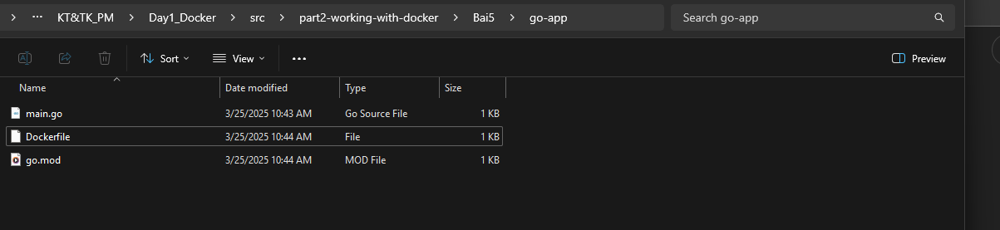 KT&TK_PM > Day1_Docker > src > part2-working-with-docker > Bai5 > go-app > Search go-app
Sort View Preview
Name Date modified Type Size
main.go 3/25/2025 10:43 AM Go Source File 1 KB
Dockerfile 3/25/2025 10:44 AM File 1 KB
go.mod 3/25/2025 10:44 AM MOD File 1 KB